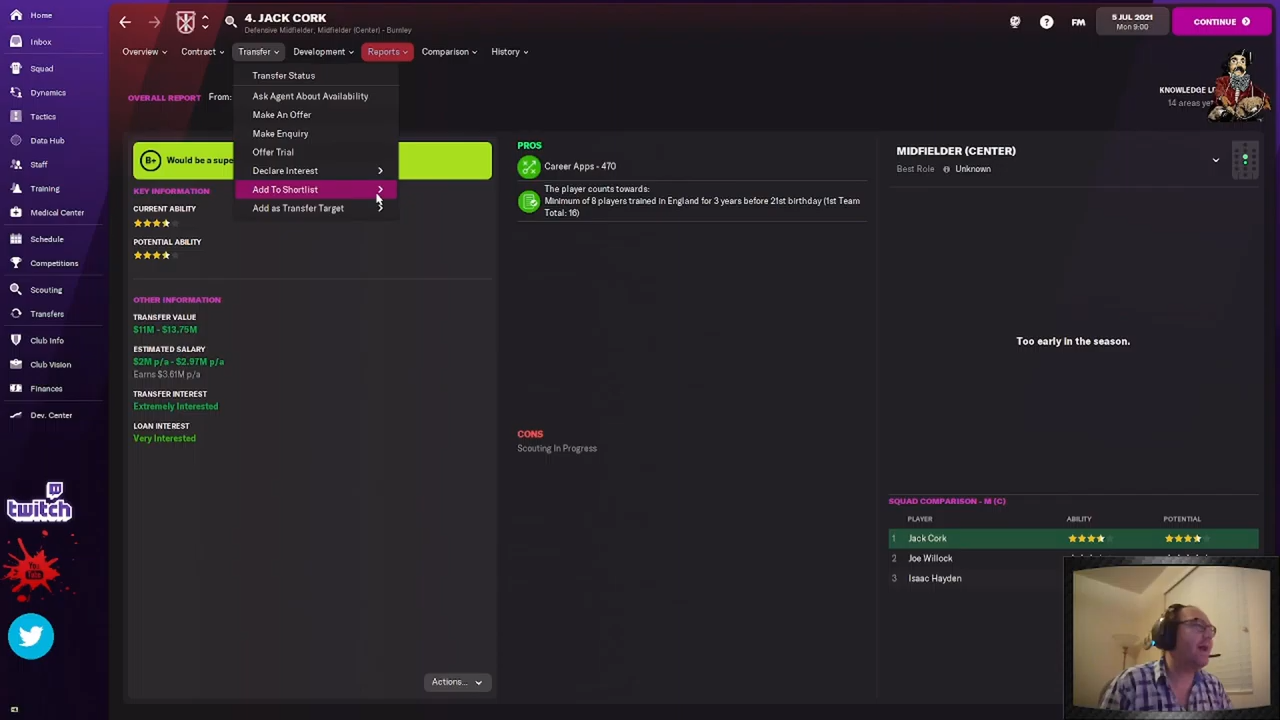 Home
4. JACK CORK
Defensive Midfielder, Midfielder (Center) - Burnley
FM
5 JUL 2021
Mon 9:00
CONTINUE
Inbox
Squad
Dynamics
Tactics
Data Hub
Staff
Training
Medical Center
Schedule
Competitions
Scouting
Transfers
Club Info
Club Vision
Finances
Dev. Center
twitch
You
Tube
Overview
Contract
Transfer
Development
Reports
Comparison
History
Transfer Status
Ask Agent About Availability
Make An Offer
Make Enquiry
Offer Trial
Declare Interest
Add To Shortlist
Add as Transfer Target
OVERALL REPORT From:
KNOWLEDGE
14 areas yet
B+ Would be a supe
KEY INFORMATION
CURRENT ABILITY
POTENTIAL ABILITY
OTHER INFORMATION
TRANSFER VALUE
$11M - $13.75M
ESTIMATED SALARY
$2M p/a - $2.97M p/a
Earns $3.61M p/a
TRANSFER INTEREST
Extremely Interested
LOAN INTEREST
Very Interested
Actions...
PROS
Career Apps - 470
The player counts towards:
Minimum of 8 players trained in England for 3 years before 21st birthday (1st Team
Total: 16)
CONS
Scouting In Progress
MIDFIELDER (CENTER)
Best Role Unknown
Too early in the season.
SQUAD COMPARISON - M (C)
PLAYER ABILITY POTENTIAL
1 Jack Cork
2 Joe Willock
3 Isaac Hayden